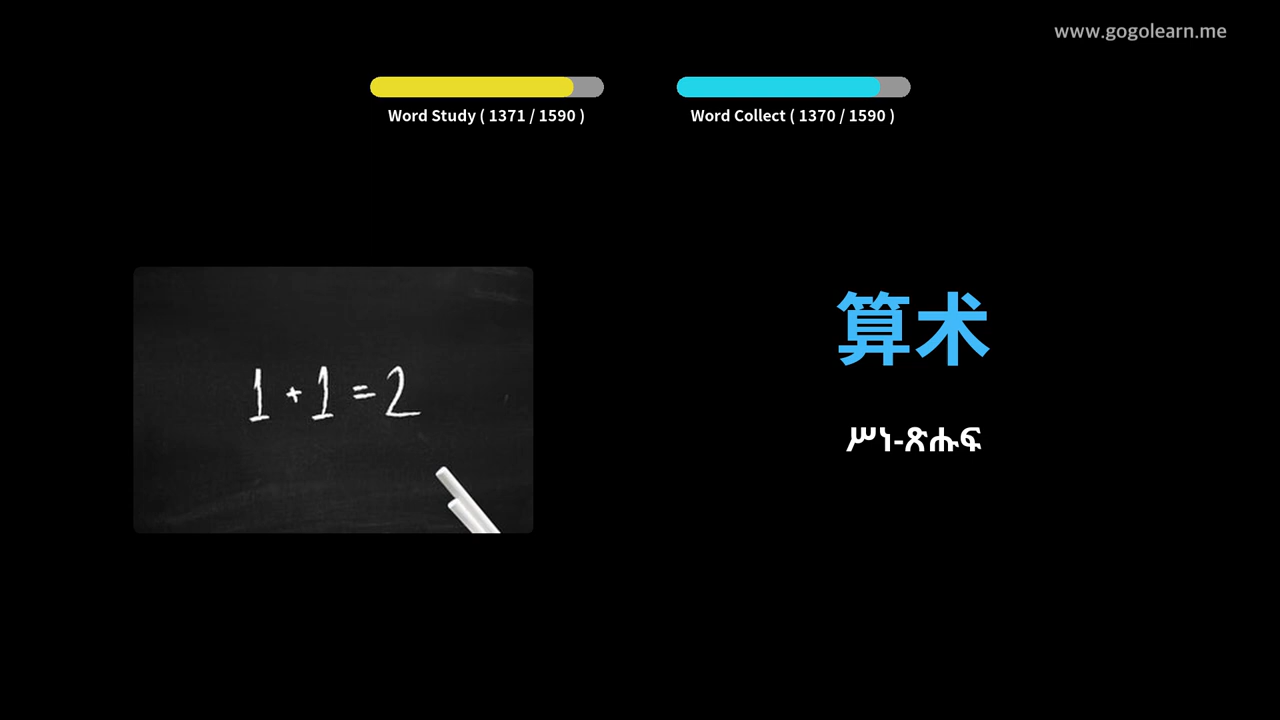 www.gogolearn.me
Word Study ( 1371 / 1590 )
Word Collect ( 1370 / 1590 )
1 + 1 = 2
算术
ሥነ-ጽሑፍ